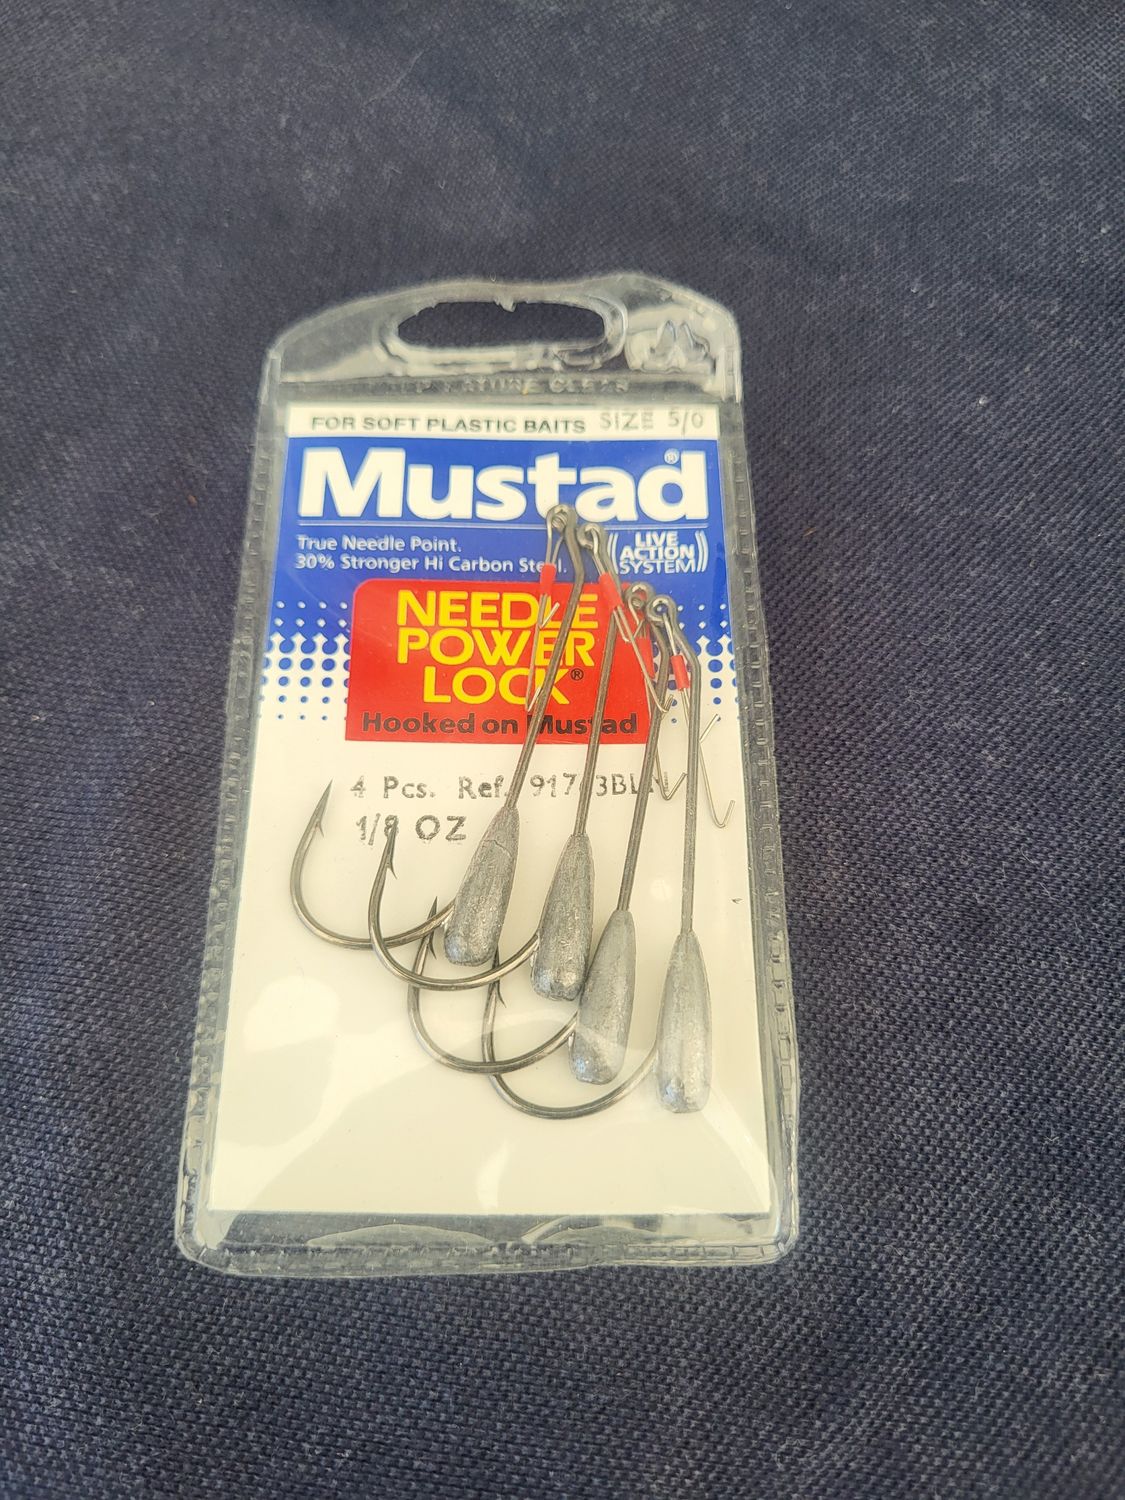 FOR SOFT PLASTIC BAITS SIZE 5/0
Mustad®
True Needle Point.
30% Stronger Hi Carbon Steel.
LIVE
ACTION
SYSTEM
NEEDLE
POWER
LOCK®
Hooked on Mustad
4 Pcs. Ref.
1/8 OZ